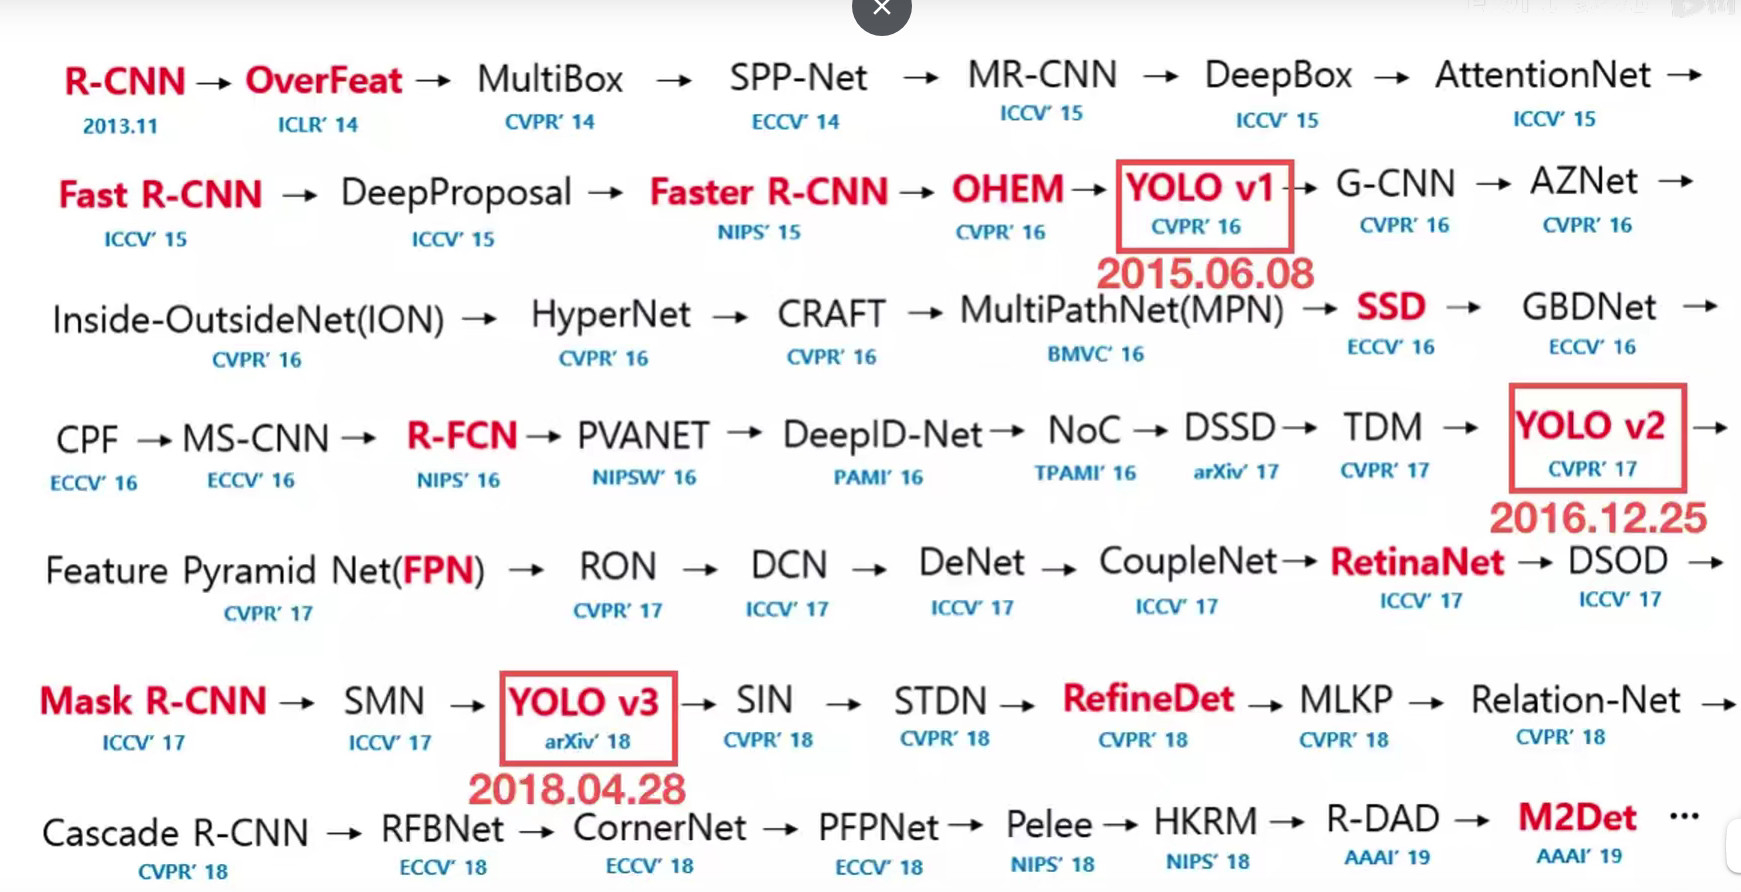 R-CNN → OverFeat → MultiBox → SPP-Net → MR-CNN → DeepBox → AttentionNet →
2013.11 ICLR' 14 CVPR' 14 ECCV' 14 ICCV' 15 ICCV' 15 ICCV' 15
Fast R-CNN → DeepProposal → Faster R-CNN → OHEM → YOLO v1 → G-CNN → AZNet →
ICCV' 15 ICCV' 15 NIPS' 15 CVPR' 16 CVPR' 16 CVPR' 16 CVPR' 16
2015.06.08
Inside-OutsideNet(ION) → HyperNet → CRAFT → MultiPathNet(MPN) → SSD → GBDNet →
CVPR' 16 CVPR' 16 CVPR' 16 BMVC' 16 ECCV' 16 ECCV' 16
CPF → MS-CNN → R-FCN → PVANET → DeepID-Net → NoC → DSSD → TDM → YOLO v2 →
ECCV' 16 ECCV' 16 NIPS' 16 NIPSW' 16 PAMI' 16 TPAMI' 16 arXiv' 17 CVPR' 17 CVPR' 17
2016.12.25
Feature Pyramid Net(FPN) → RON → DCN → DeNet → CoupleNet → RetinaNet → DSOD →
CVPR' 17 CVPR' 17 ICCV' 17 ICCV' 17 ICCV' 17 ICCV' 17 ICCV' 17
Mask R-CNN → SMN → YOLO v3 → SIN → STDN → RefineDet → MLKP → Relation-Net →
ICCV' 17 ICCV' 17 arXiv' 18 CVPR' 18 CVPR' 18 CVPR' 18 CVPR' 18 CVPR' 18
2018.04.28
Cascade R-CNN → RFBNet → CornerNet → PFPNet → Pelee → HKRM → R-DAD → M2Det ...
CVPR' 18 ECCV' 18 ECCV' 18 ECCV' 18 NIPS' 18 NIPS' 18 AAAI' 19 AAAI' 19